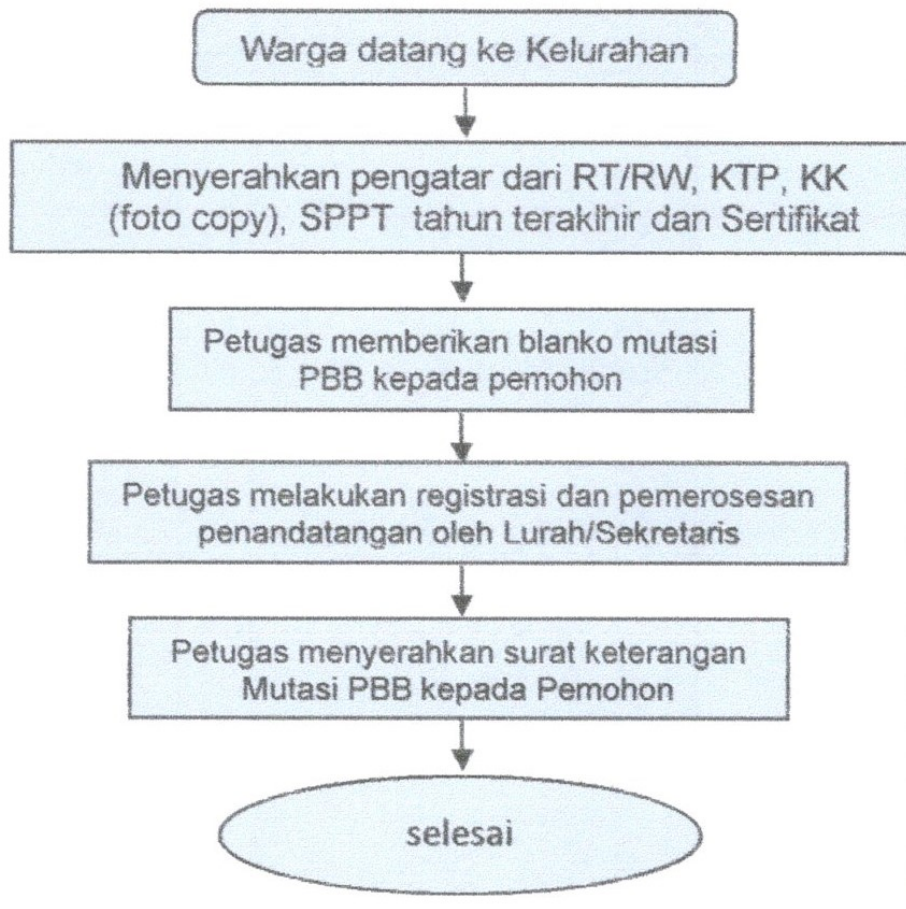 Warga datang ke Kelurahan
Menyerahkan pengatar dari RT/RW, KTP, KK
(foto copy), SPPT tahun teraklhir dan Sertifikat
Petugas memberikan blanko mutasi
PBB kepada pemohon
Petugas melakukan registrasi dan pemerosesan
penandatangan oleh Lurah/Sekretaris
Petugas menyerahkan surat keterangan
Mutasi PBB kepada Pemohon
selesai